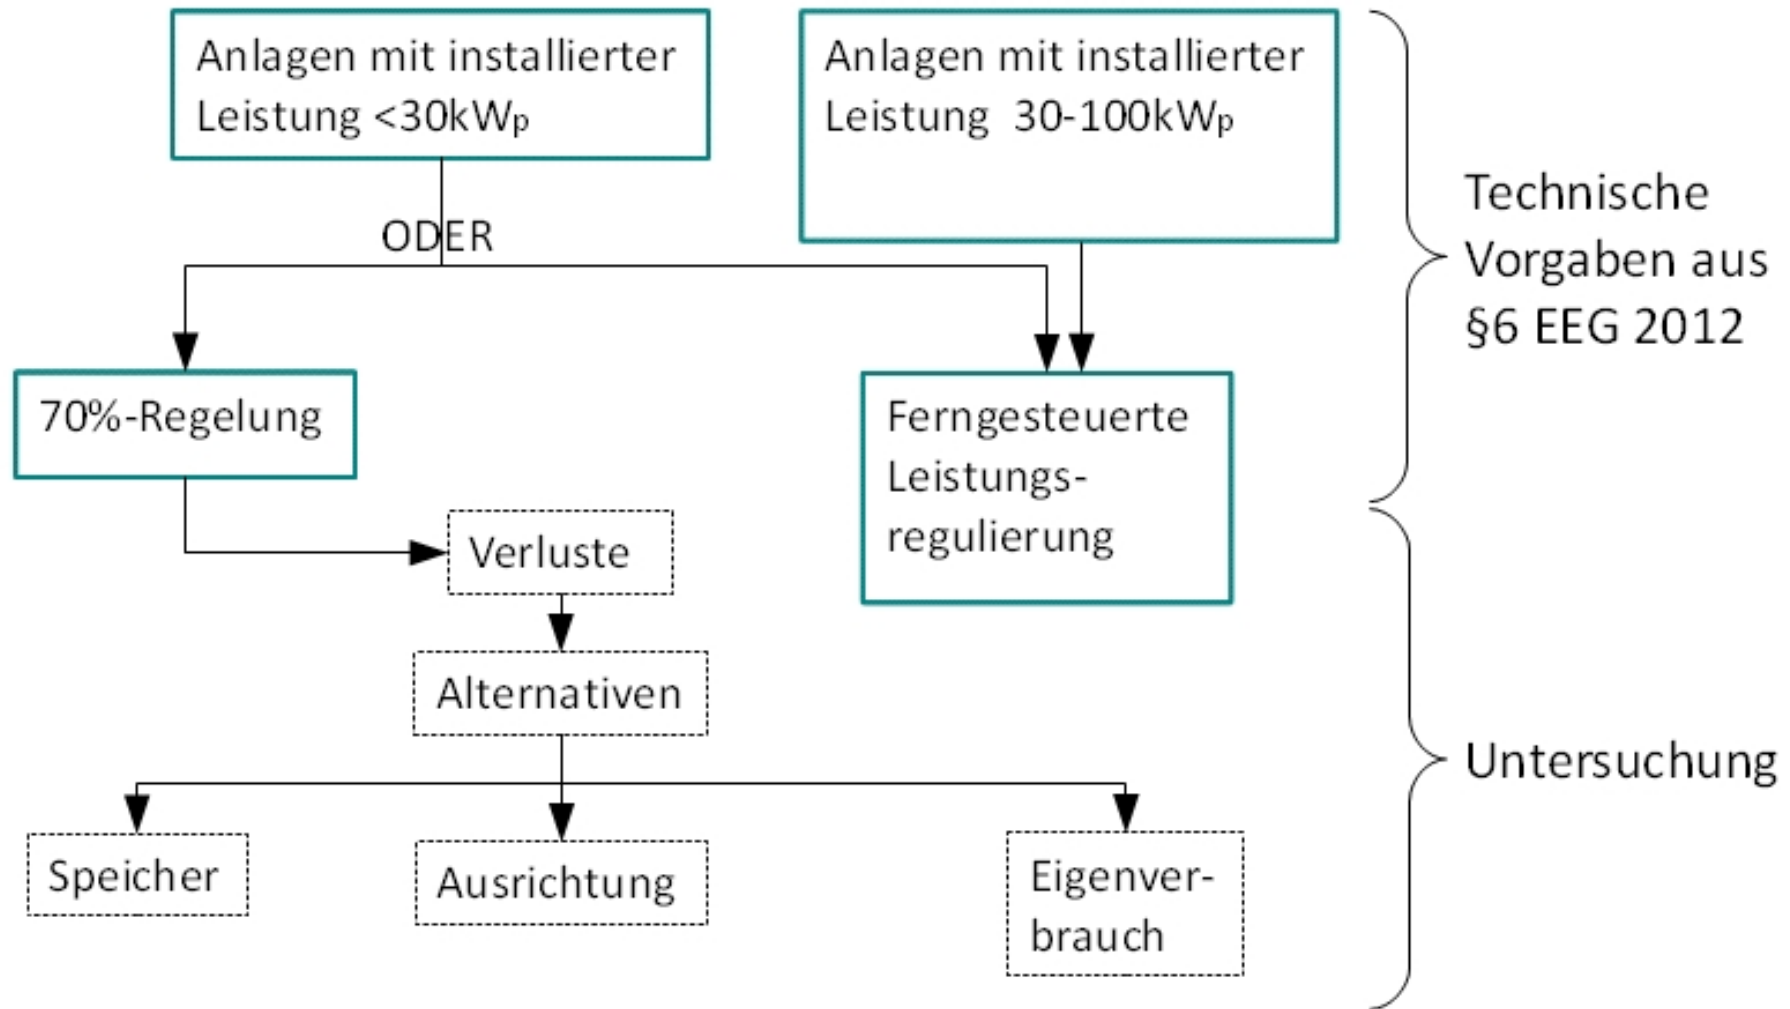 Anlagen mit installierter
Leistung <30kWp
Anlagen mit installierter
Leistung 30-100kWp
Technische
Vorgaben aus
§6 EEG 2012
ODER
70%-Regelung
Ferngesteuerte
Leistungs-
regulierung
Verluste
Alternativen
Untersuchung
Speicher
Ausrichtung
Eigenver-
brauch